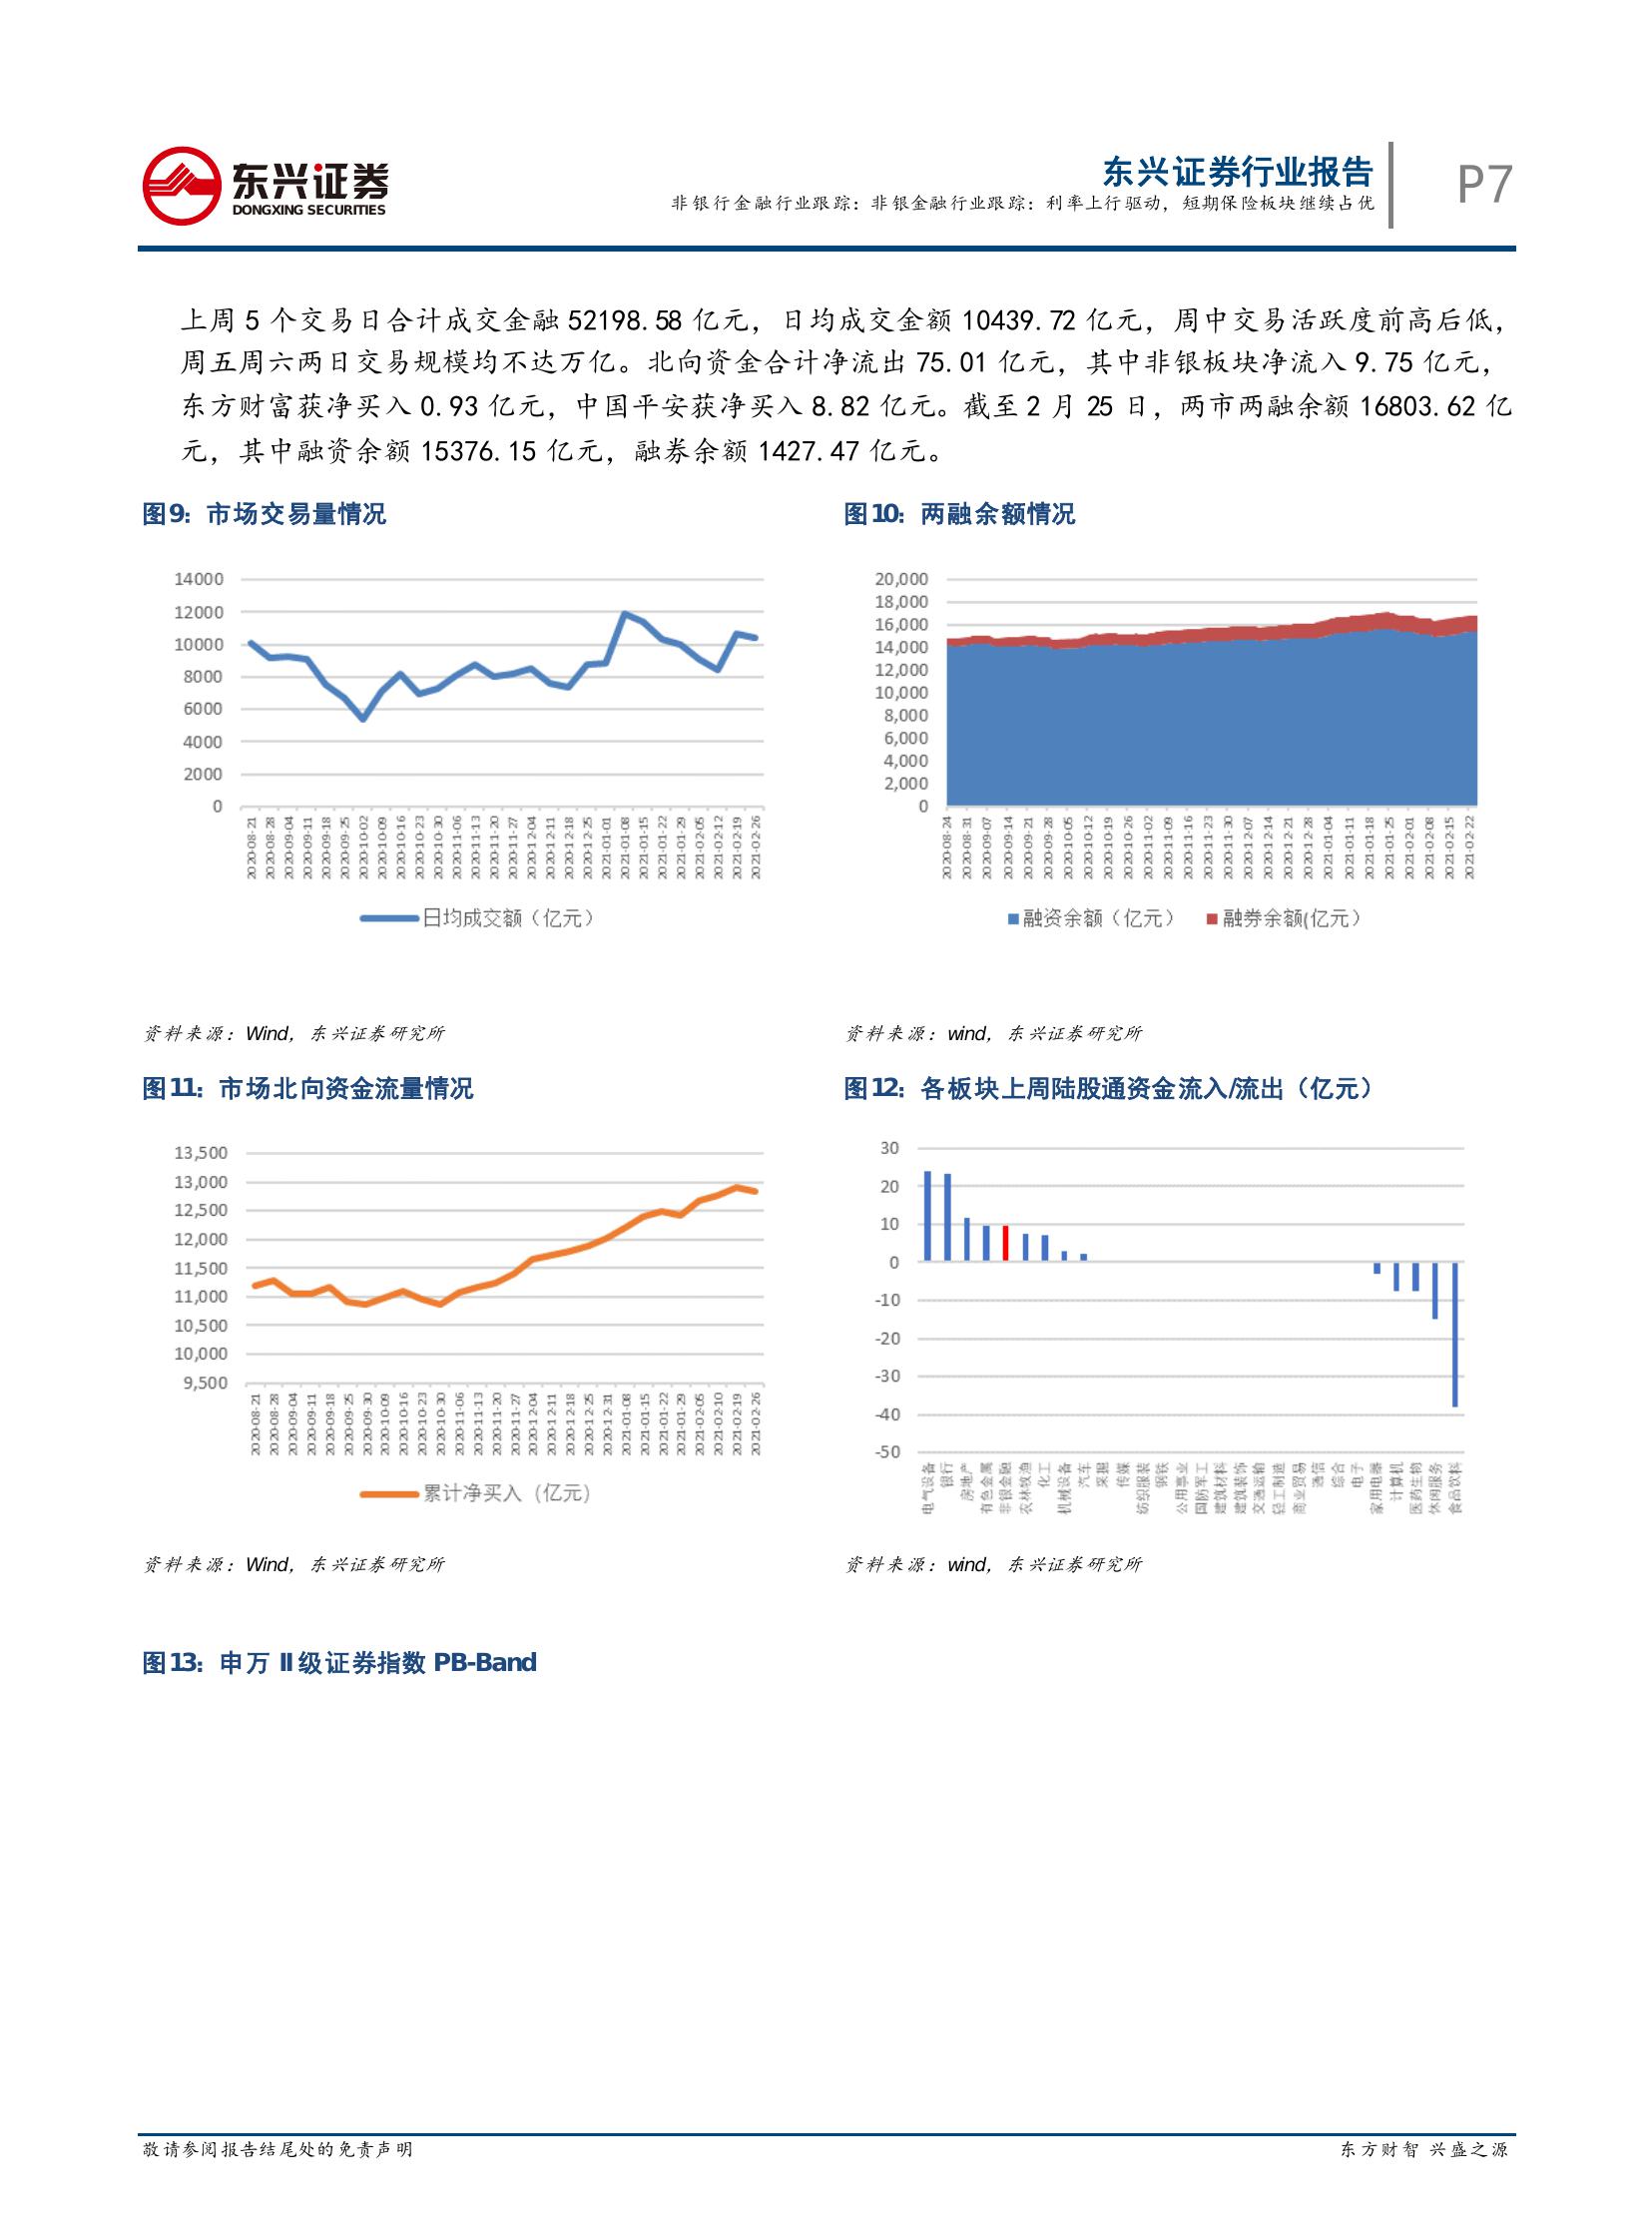 东兴证券
DONGXING SECURITIES
东兴证券行业报告
非银行金融行业跟踪：非银金融行业跟踪：利率上行驱动，短期保险板块继续占优
P7
上周 5 个交易日合计成交金融 52198.58 亿元，日均成交金额 10439.72 亿元，周中交易活跃度前高后低，
周五周六两日交易规模均不达万亿。北向资金合计净流出 75.01 亿元，其中非银板块净流入 9.75 亿元，
东方财富获净买入 0.93 亿元，中国平安获净买入 8.82 亿元。截至 2 月 25 日，两市两融余额 16803.62 亿
元，其中融资余额 15376.15 亿元，融券余额 1427.47 亿元。
图9：市场交易量情况
14000
12000
10000
8000
6000
4000
2000
0
2020-08-21
2020-08-28
2020-09-04
2020-09-11
2020-09-18
2020-09-25
2020-10-02
2020-10-09
2020-10-16
2020-10-23
2020-10-30
2020-11-06
2020-11-13
2020-11-20
2020-11-27
2020-12-04
2020-12-11
2020-12-18
2020-12-25
2021-01-01
2021-01-08
2021-01-15
2021-01-22
2021-01-29
2021-02-05
2021-02-12
2021-02-19
2021-02-26
日均成交额（亿元）
资料来源：Wind，东兴证券研究所
图10：两融余额情况
20,000
18,000
16,000
14,000
12,000
10,000
8,000
6,000
4,000
2,000
0
2020-08-24
2020-08-31
2020-09-07
2020-09-14
2020-09-21
2020-09-28
2020-10-05
2020-10-12
2020-10-19
2020-10-26
2020-11-02
2020-11-09
2020-11-16
2020-11-23
2020-11-30
2020-12-07
2020-12-14
2020-12-21
2020-12-28
2021-01-04
2021-01-11
2021-01-18
2021-01-25
2021-02-01
2021-02-08
2021-02-15
2021-02-22
融资余额（亿元）
融券余额(亿元）
资料来源：wind，东兴证券研究所
图11：市场北向资金流量情况
13,500
13,000
12,500
12,000
11,500
11,000
10,500
10,000
9,500
2020-08-21
2020-08-28
2020-09-04
2020-09-11
2020-09-18
2020-09-25
2020-09-30
2020-10-09
2020-10-16
2020-10-23
2020-10-30
2020-11-06
2020-11-13
2020-11-20
2020-11-27
2020-12-04
2020-12-11
2020-12-18
2020-12-25
2020-12-31
2021-01-08
2021-01-15
2021-01-22
2021-01-29
2021-02-05
2021-02-10
2021-02-19
2021-02-26
累计净买入（亿元）
资料来源：Wind，东兴证券研究所
图12：各板块上周陆股通资金流入/流出（亿元）
30
20
10
0
-10
-20
-30
-40
-50
电气设备
银行
房地产
有色金属
非银金融
农林牧渔
化工
机械设备
汽车
采掘
传媒
纺织服装
钢铁
公用事业
国防军工
建筑材料
建筑装饰
交通运输
轻工制造
商业贸易
通信
综合
电子
家用电器
计算机
医药生物
休闲服务
食品饮料
资料来源：wind，东兴证券研究所
图13：申万 II 级证券指数 PB-Band
敬请参阅报告结尾处的免责声明
东方财智 兴盛之源